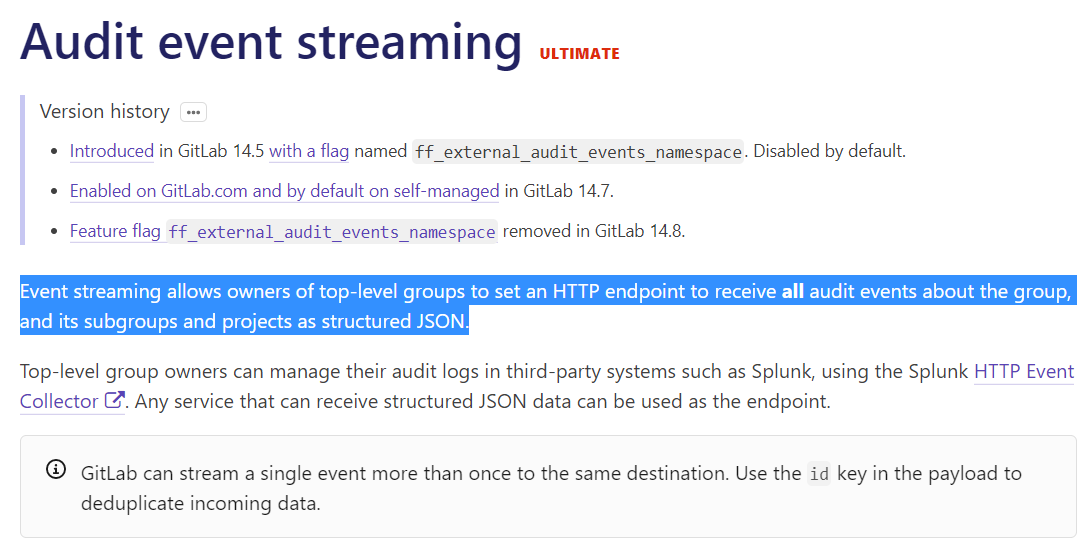 Audit event streaming ULTIMATE
Version history •••
• Introduced in GitLab 14.5 with a flag named ff_external_audit_events_namespace. Disabled by default.
• Enabled on GitLab.com and by default on self-managed in GitLab 14.7.
• Feature flag ff_external_audit_events_namespace removed in GitLab 14.8.
Event streaming allows owners of top-level groups to set an HTTP endpoint to receive all audit events about the group,
and its subgroups and projects as structured JSON.
Top-level group owners can manage their audit logs in third-party systems such as Splunk, using the Splunk HTTP Event
Collector. Any service that can receive structured JSON data can be used as the endpoint.
GitLab can stream a single event more than once to the same destination. Use the id key in the payload to
deduplicate incoming data.